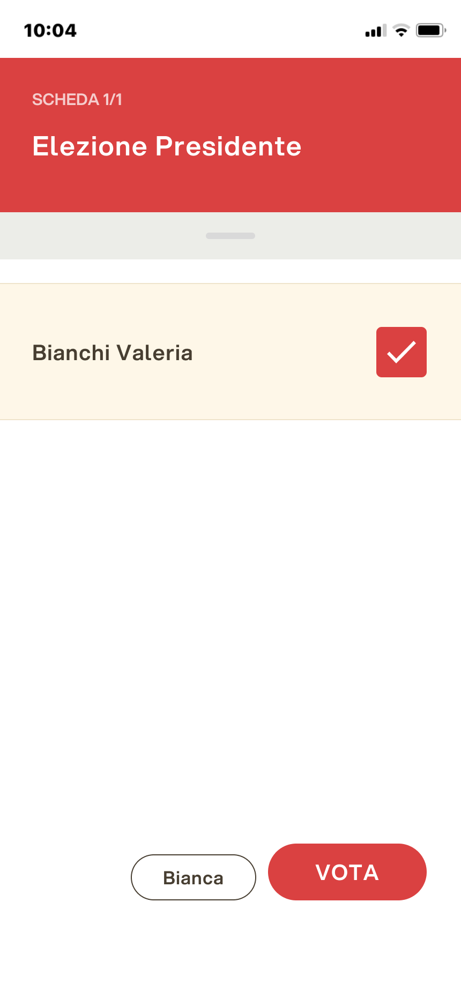 10:04
SCHEDA 1/1
Elezione Presidente
Bianchi Valeria
Bianca
VOTA